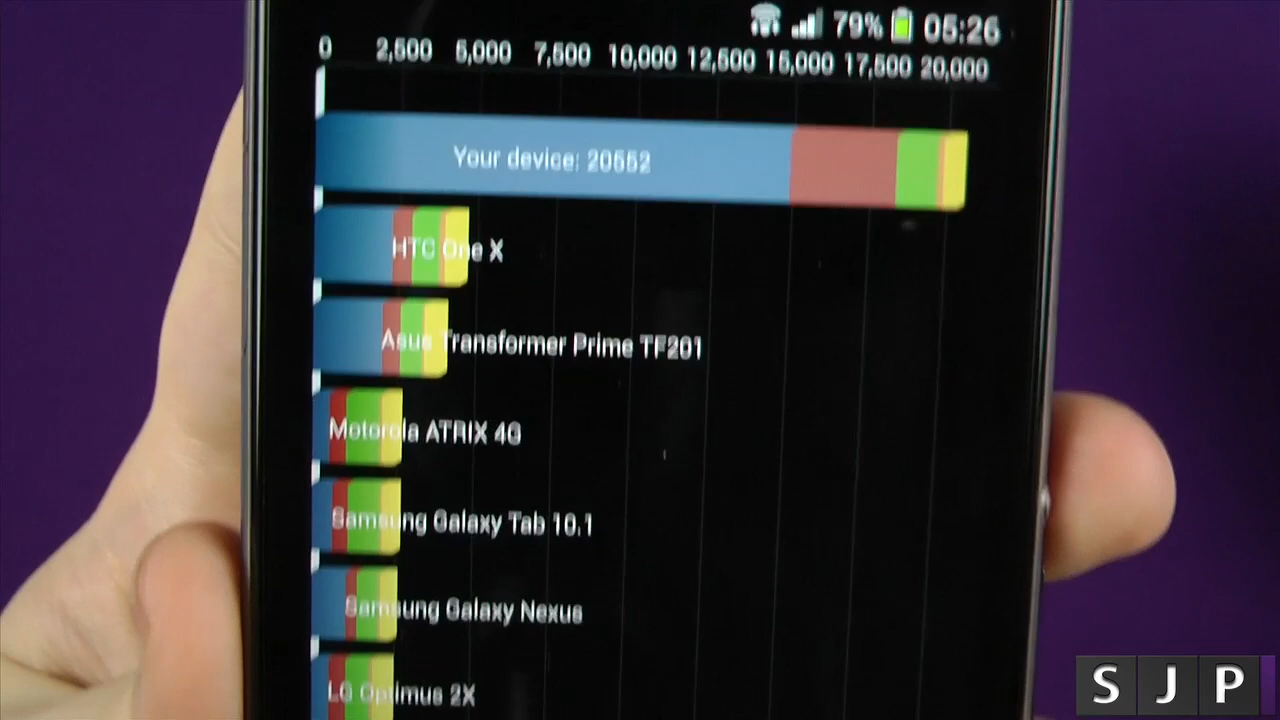 79% 05:26
0 2,500 5,000 7,500 10,000 12,500 15,000 17,500 20,000
Your device: 20552
HTC One X
Asus Transformer Prime TF201
Motorola ATRIX 4G
Samsung Galaxy Tab 10.1
Samsung Galaxy Nexus
LG Optimus 2X
S J P